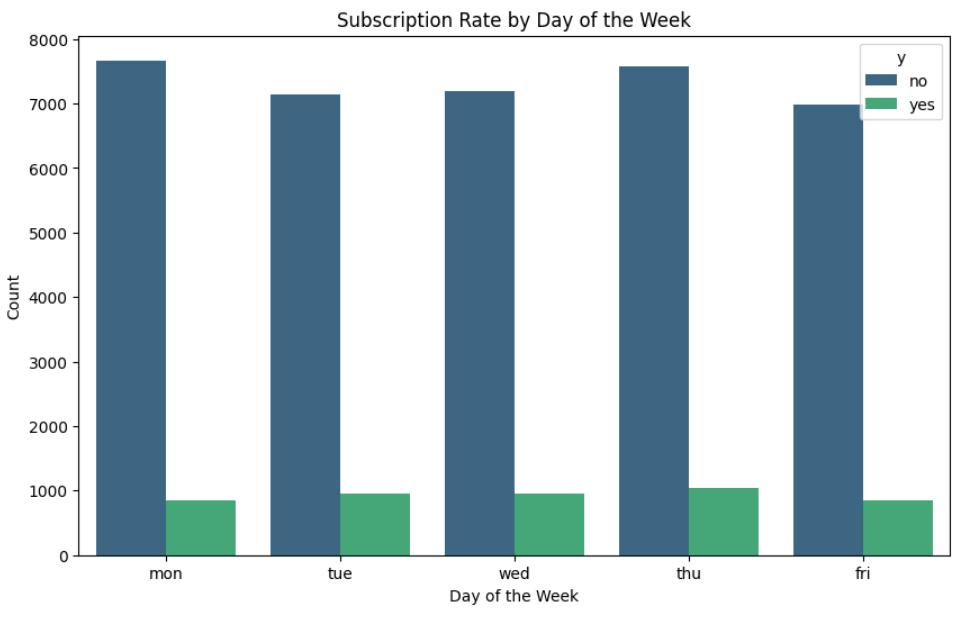 Subscription Rate by Day of the Week
y
no
yes
Count
8000
7000
6000
5000
4000
3000
2000
1000
0
mon tue wed thu fri
Day of the Week